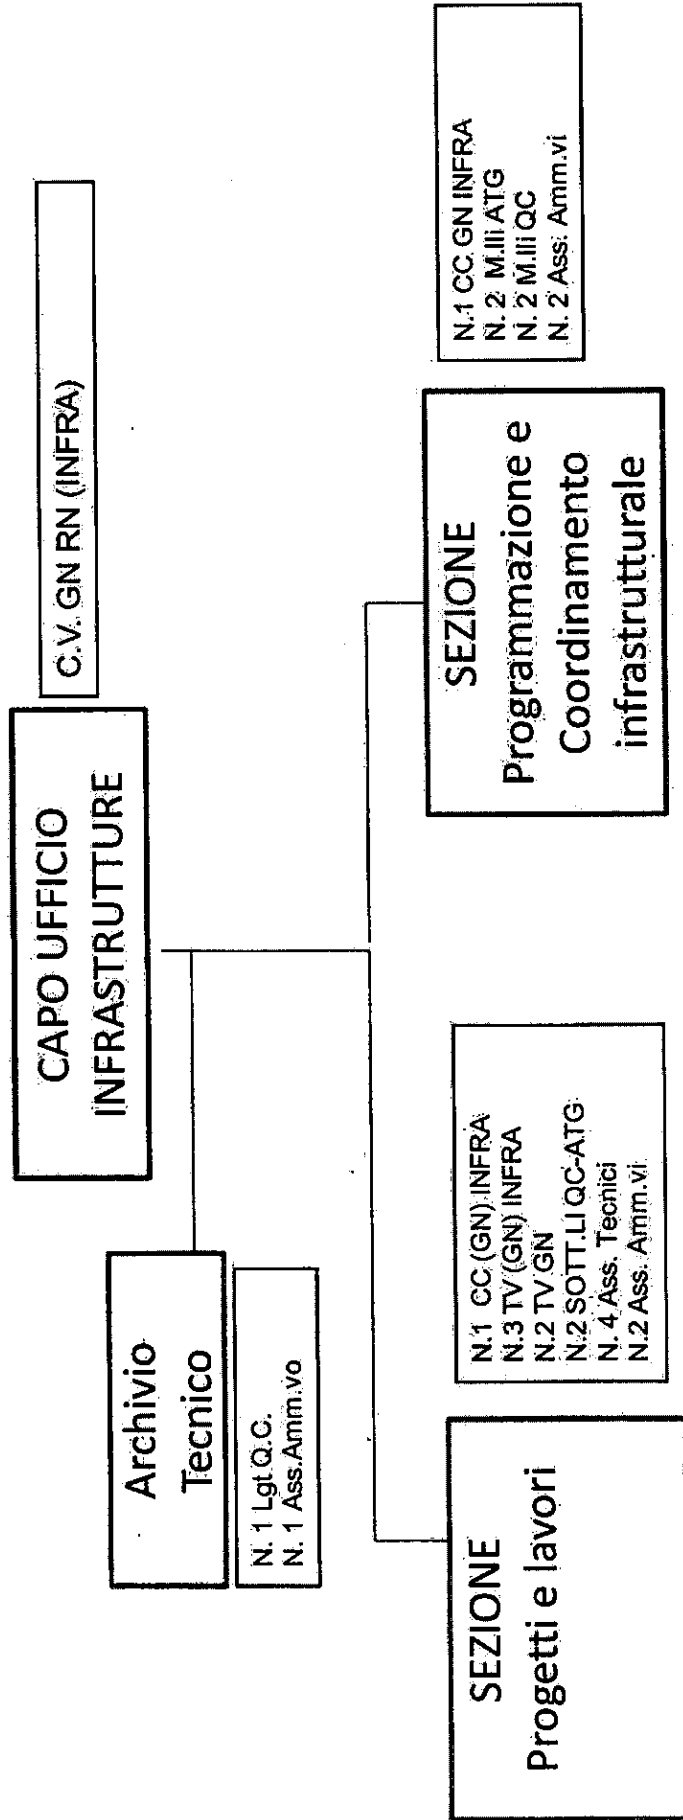 CAPO UFFICIO
INFRASTRUTTURE
C.V. GN RN (INFRA)
Archivio
Tecnico
N. 1 Lgt Q.C.
N. 1 Ass.Amm.vo
SEZIONE
Progetti e lavori
N.1 CC (GN) INFRA
N.3 TV (GN) INFRA
N.2 TV GN
N.2 SOTT.LI QC-ATG
N. 4 Ass. Tecnici
N.2 Ass. Amm.vi
SEZIONE
Programmazione e
Coordinamento
infrastrutturale
N.1 CC GN INFRA
N. 2 M.lli ATG
N. 2 M.lli QC
N. 2 Ass. Amm.vi